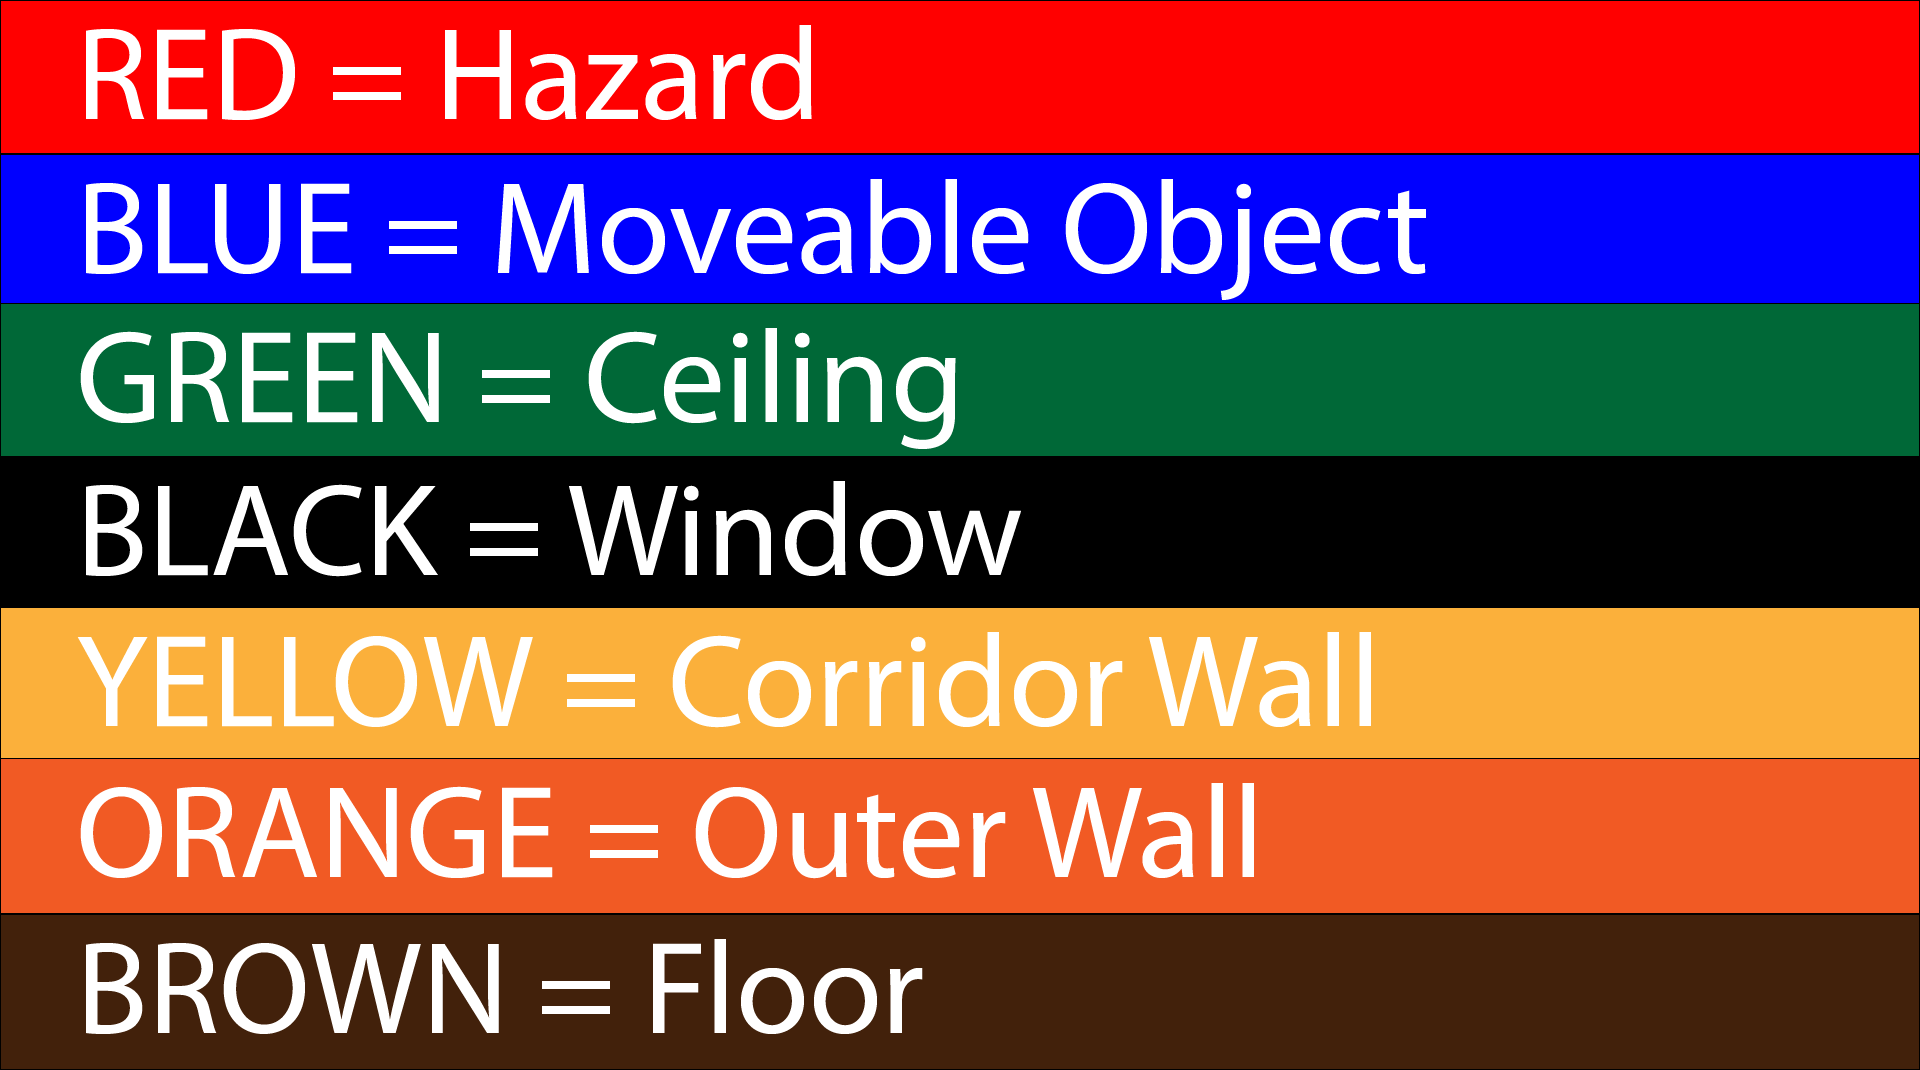 RED = Hazard
BLUE = Moveable Object
GREEN = Ceiling
BLACK = Window
YELLOW = Corridor Wall
ORANGE = Outer Wall
BROWN = Floor